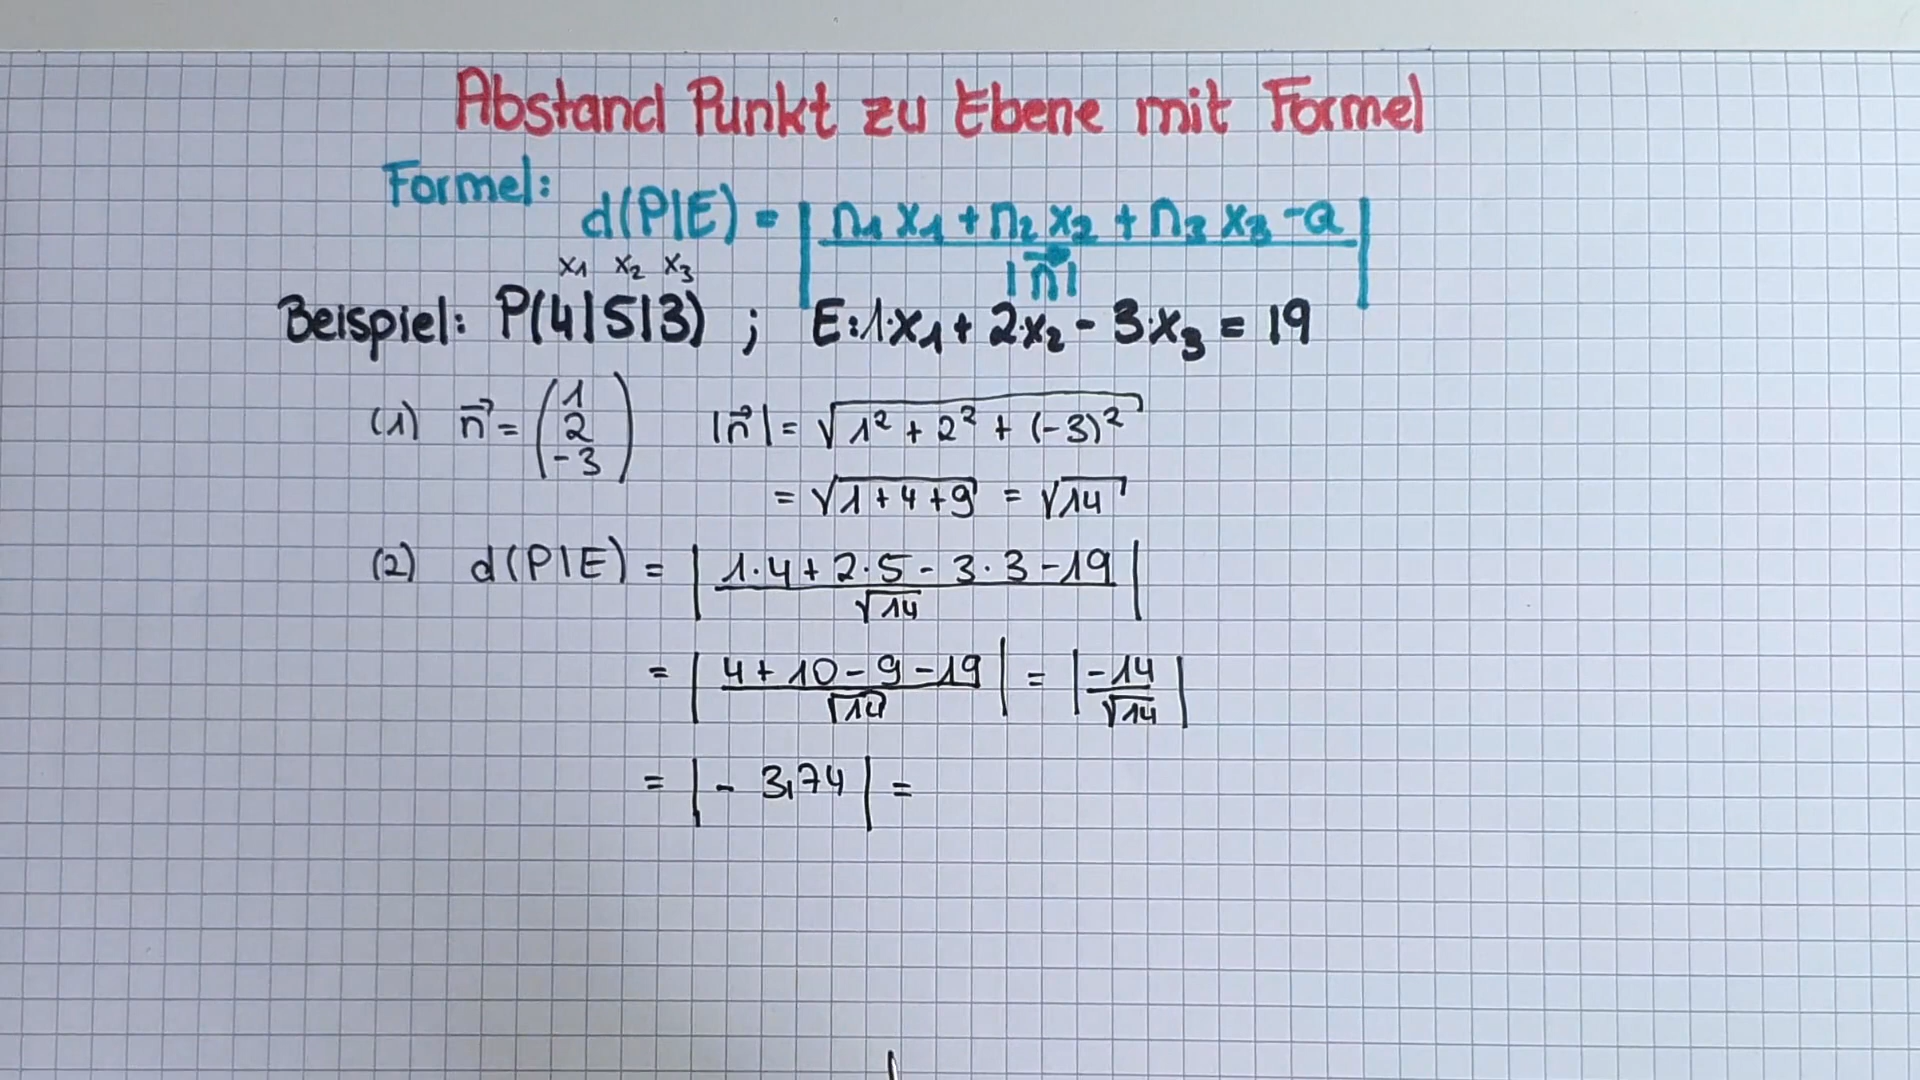 Abstand Punkt zu Ebene mit Formel
Formel: d(P|E) = | (n₁x₁ + n₂x₂ + n₃x₃ - a) / |n⃗| |
x₁ x₂ x₃
Beispiel: P(4|5|3) ; E: 1·x₁ + 2·x₂ - 3·x₃ = 19
(1) n⃗ = (1 2 -3) |n⃗| = √(1² + 2² + (-3)²)
= √(1+4+9) = √14
(2) d(P|E) = | (1·4 + 2·5 - 3·3 - 19) / √14 |
= | (4 + 10 - 9 - 19) / √14 | = | -14 / √14 |
= | - 3,74 | =